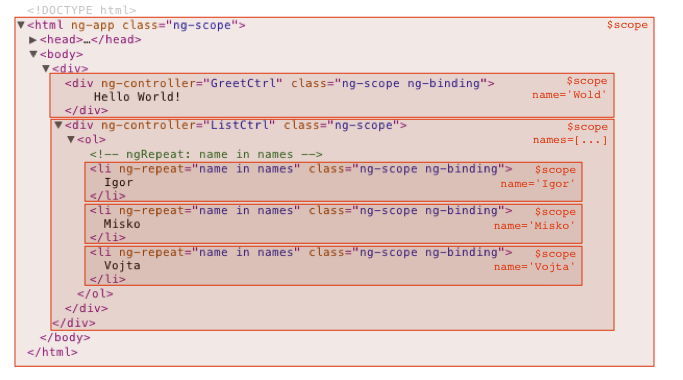 <!DOCTYPE html>
▼<html ng-app class="ng-scope"> $scope
▶<head>…</head>
▼<body>
▼<div>
<div ng-controller="GreetCtrl" class="ng-scope ng-binding"> $scope
Hello World! name='Wold'
</div>
▼<div ng-controller="ListCtrl" class="ng-scope"> $scope
▼<ol> names=[...]
<!-- ngRepeat: name in names -->
<li ng-repeat="name in names" class="ng-scope ng-binding"> $scope
Igor name='Igor'
</li>
<li ng-repeat="name in names" class="ng-scope ng-binding"> $scope
Misko name='Misko'
</li>
<li ng-repeat="name in names" class="ng-scope ng-binding"> $scope
Vojta name='Vojta'
</li>
</ol>
</div>
</div>
</body>
</html>